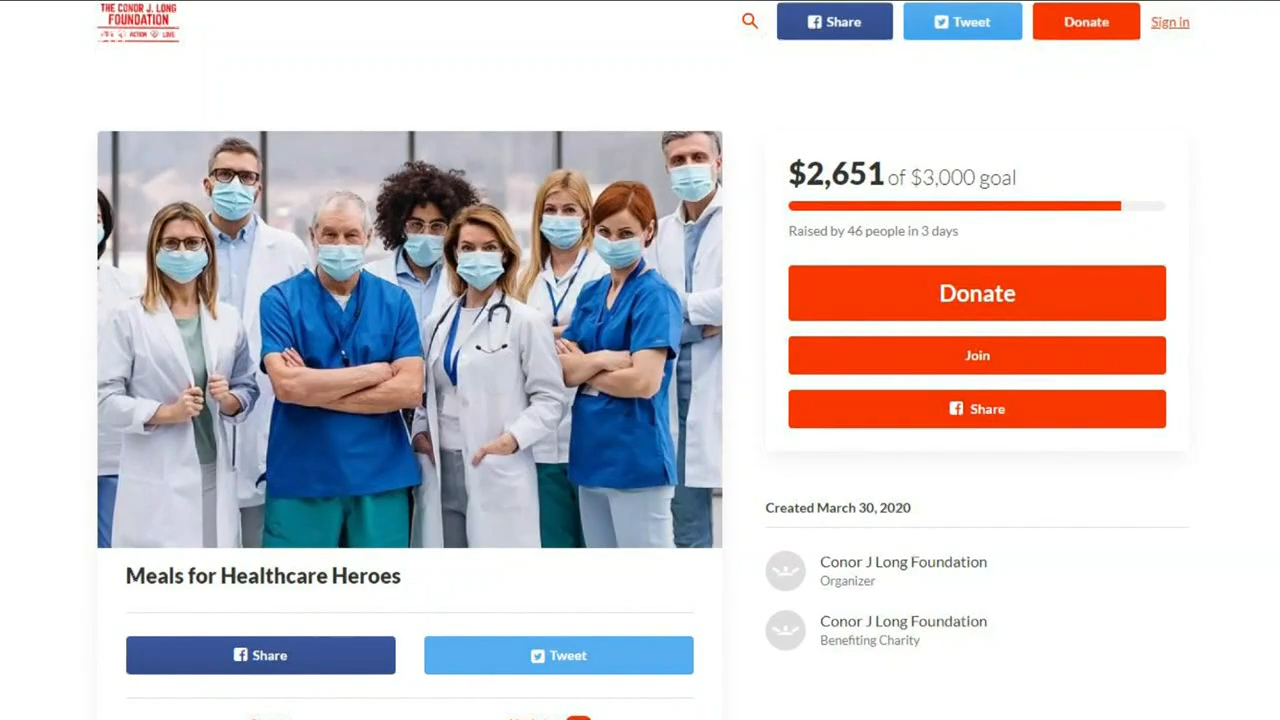 THE CONOR J. LONG
FOUNDATION
ACTION LOVE
Share
Tweet
Donate
Sign in
$2,651 of $3,000 goal
Raised by 46 people in 3 days
Donate
Join
Share
Created March 30, 2020
Conor J Long Foundation
Organizer
Conor J Long Foundation
Benefiting Charity
Meals for Healthcare Heroes
Share
Tweet